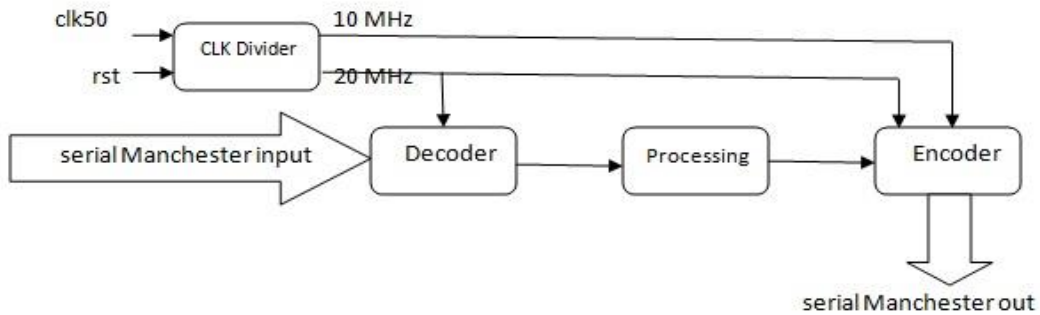 clk50
10 MHz
CLK Divider
rst
20 MHz
serial Manchester input
Decoder
Processing
Encoder
serial Manchester out